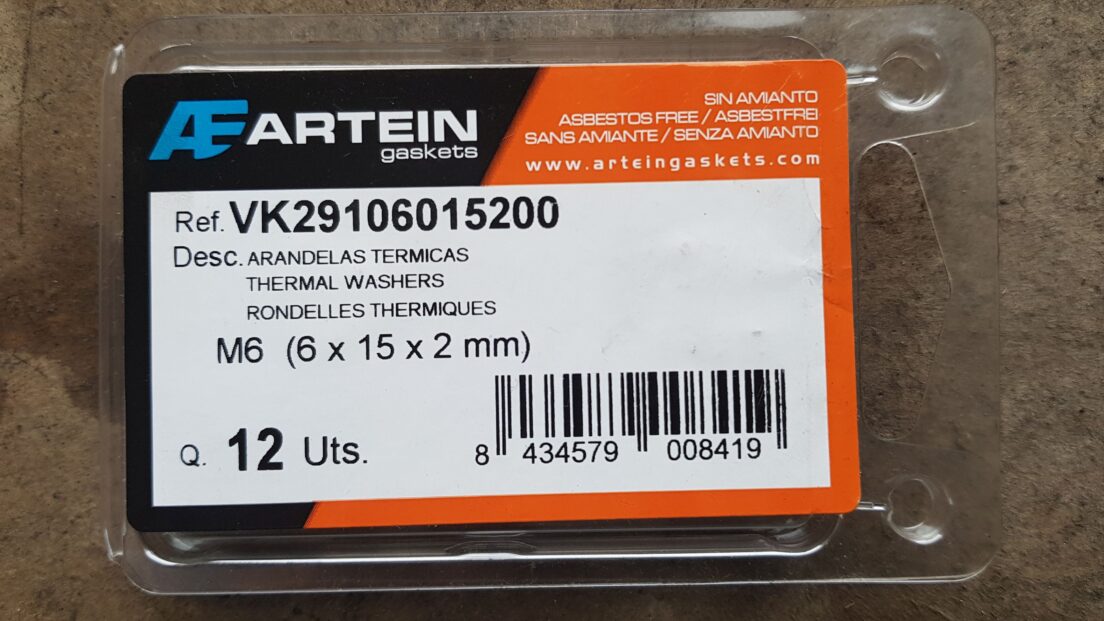 Æ ARTEIN
gaskets
SIN AMIANTO
ASBESTOS FREE / ASBESTFREI
SANS AMIANTE / SENZA AMIANTO
www.arteingaskets.com
Ref. VK29106015200
Desc. ARANDELAS TERMICAS
THERMAL WASHERS
RONDELLES THERMIQUES
M6 (6 x 15 x 2 mm)
Q. 12 Uts.
8 434579 008419